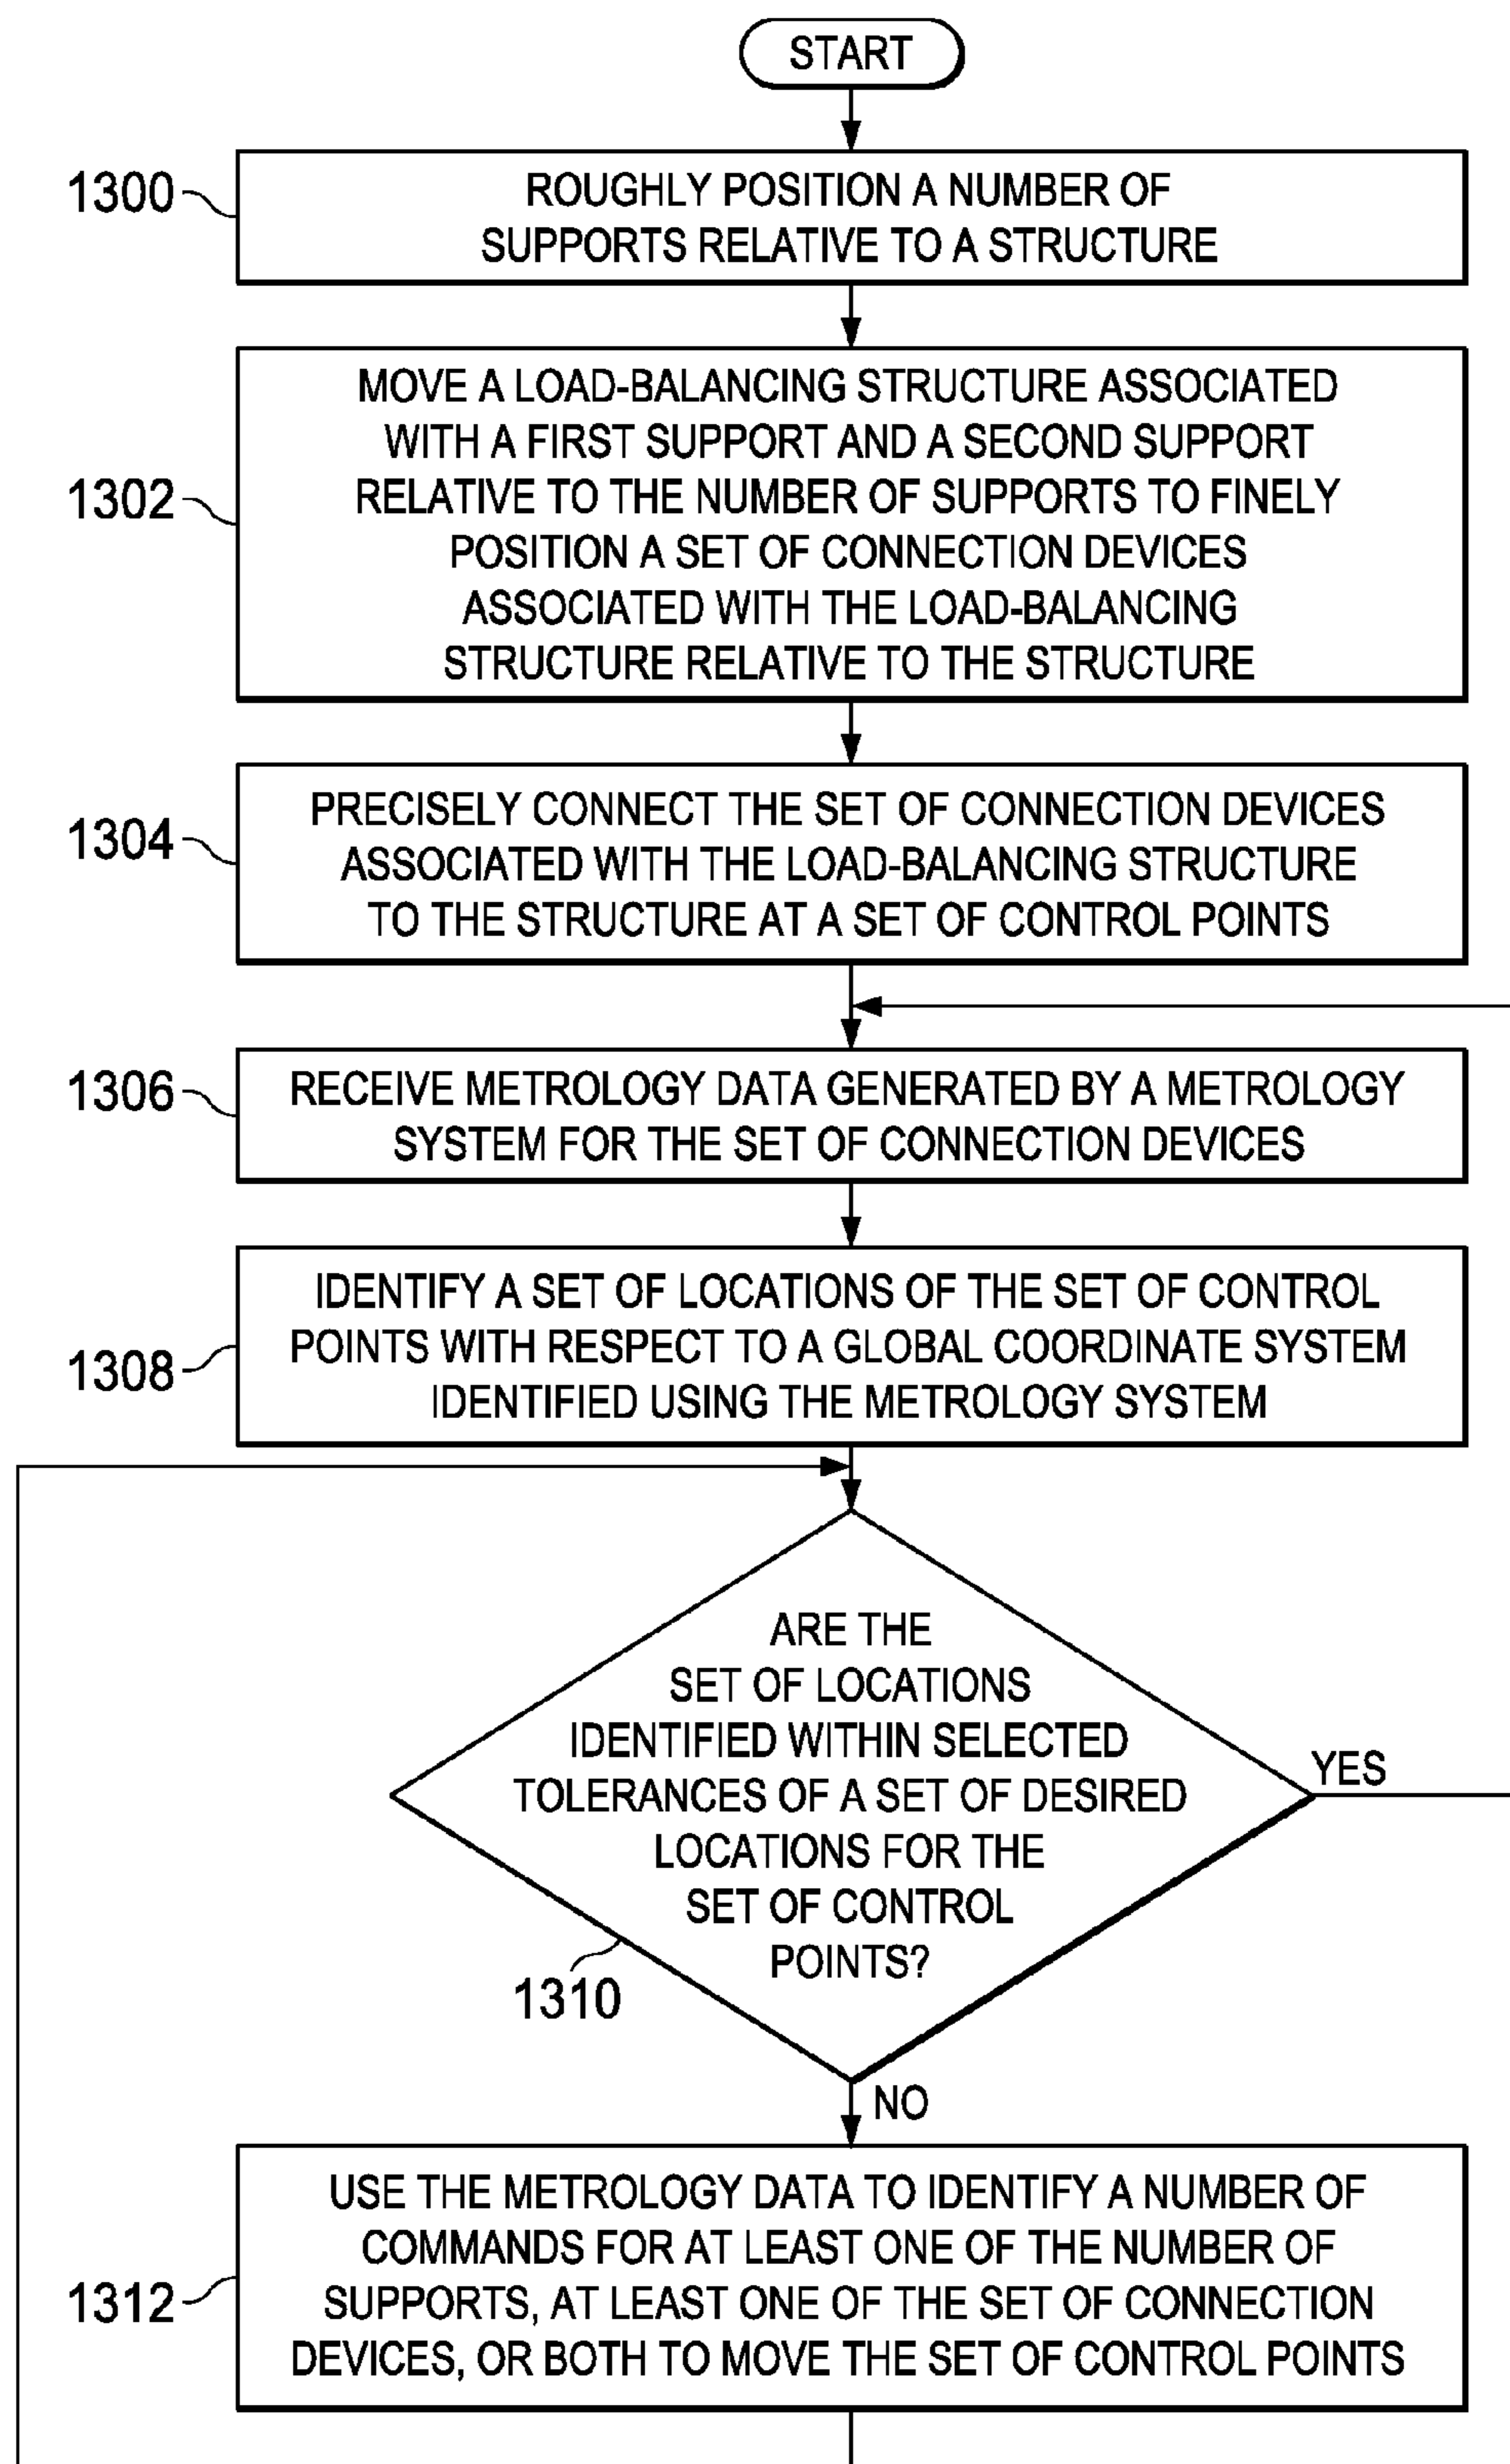 START
1300
ROUGHLY POSITION A NUMBER OF
SUPPORTS RELATIVE TO A STRUCTURE
1302
MOVE A LOAD-BALANCING STRUCTURE ASSOCIATED
WITH A FIRST SUPPORT AND A SECOND SUPPORT
RELATIVE TO THE NUMBER OF SUPPORTS TO FINELY
POSITION A SET OF CONNECTION DEVICES
ASSOCIATED WITH THE LOAD-BALANCING
STRUCTURE RELATIVE TO THE STRUCTURE
1304
PRECISELY CONNECT THE SET OF CONNECTION DEVICES
ASSOCIATED WITH THE LOAD-BALANCING STRUCTURE
TO THE STRUCTURE AT A SET OF CONTROL POINTS
1306
RECEIVE METROLOGY DATA GENERATED BY A METROLOGY
SYSTEM FOR THE SET OF CONNECTION DEVICES
1308
IDENTIFY A SET OF LOCATIONS OF THE SET OF CONTROL
POINTS WITH RESPECT TO A GLOBAL COORDINATE SYSTEM
IDENTIFIED USING THE METROLOGY SYSTEM
ARE THE
SET OF LOCATIONS
IDENTIFIED WITHIN SELECTED
TOLERANCES OF A SET OF DESIRED
LOCATIONS FOR THE
SET OF CONTROL
POINTS?
YES
1310
NO
1312
USE THE METROLOGY DATA TO IDENTIFY A NUMBER OF
COMMANDS FOR AT LEAST ONE OF THE NUMBER OF
SUPPORTS, AT LEAST ONE OF THE SET OF CONNECTION
DEVICES, OR BOTH TO MOVE THE SET OF CONTROL POINTS